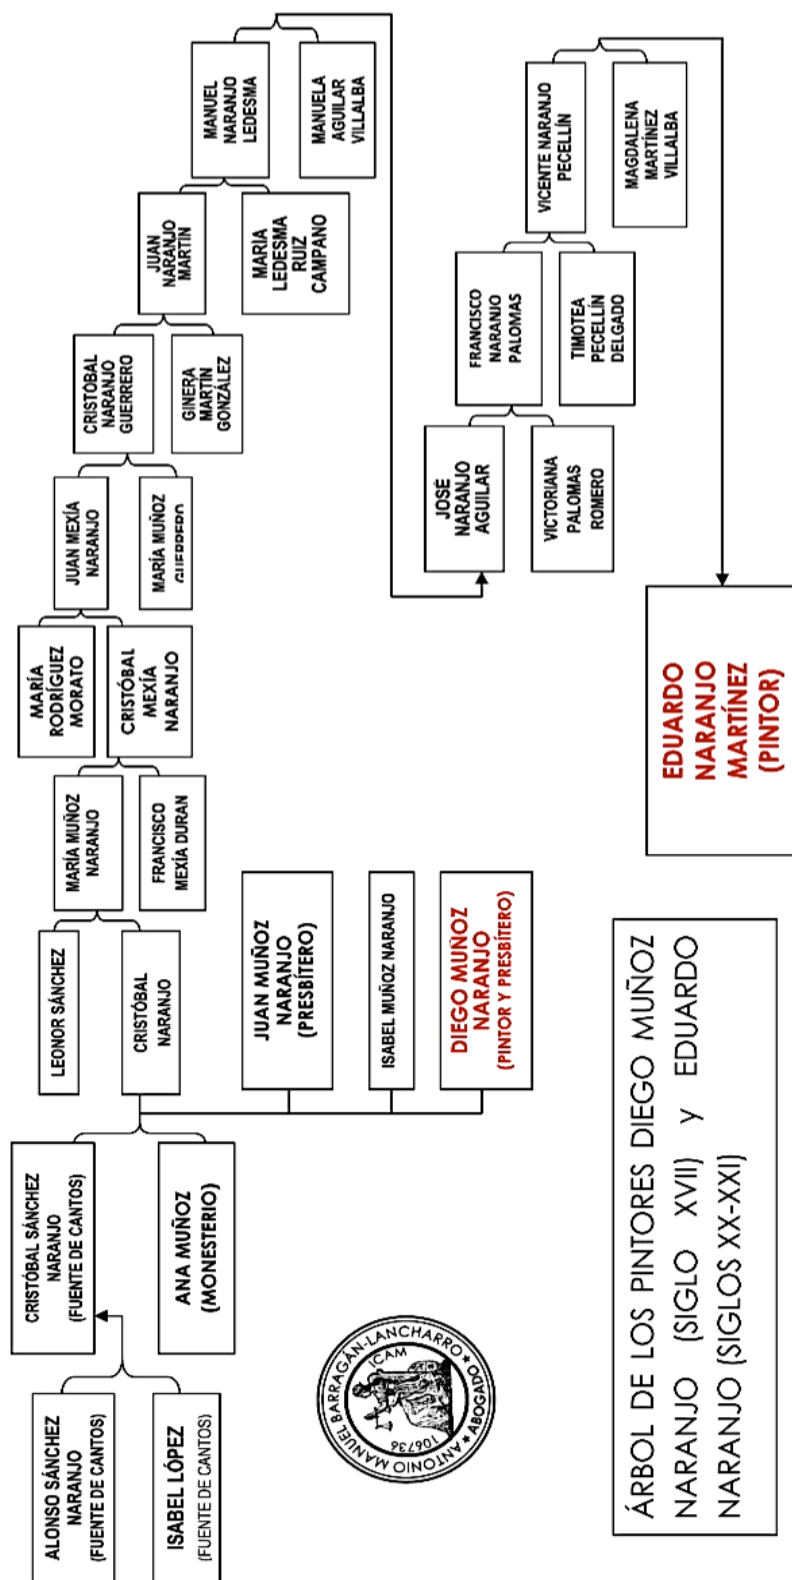 ALONSO SÁNCHEZ
NARANJO
(FUENTE DE CANTOS)
ISABEL LÓPEZ
(FUENTE DE CANTOS)
CRISTÓBAL SÁNCHEZ
NARANJO
(FUENTE DE CANTOS)
ANA MUÑOZ
(MONESTERIO)
LEONOR SÁNCHEZ
CRISTÓBAL
NARANJO
JUAN MUÑOZ
NARANJO
(PRESBÍTERO)
ISABEL MUÑOZ NARANJO
DIEGO MUÑOZ
NARANJO
(PINTOR Y PRESBÍTERO)
MARÍA MUÑOZ
NARANJO
FRANCISCO
MEXÍA DURAN
MARÍA
RODRÍGUEZ
MORATO
CRISTÓBAL
MEXÍA
NARANJO
JUAN MEXÍA
NARANJO
MARÍA MUÑOZ
GUERRERO
CRISTÓBAL
NARANJO
GUERRERO
GINERA
MARTÍN
GONZÁLEZ
JUAN
NARANJO
MARTIN
MARIA
LEDESMA
RUIZ
CAMPANO
MANUEL
NARANJO
LEDESMA
MANUELA
AGUILAR
VILLALBA
JOSÉ
NARANJO
AGUILAR
VICTORIANA
PALOMAS
ROMERO
FRANCISCO
NARANJO
PALOMAS
TIMOTEA
PECELLÍN
DELGADO
VICENTE NARANJO
PECELLÍN
MAGDALENA
MARTÍNEZ
VILLALBA
EDUARDO
NARANJO
MARTÍNEZ
(PINTOR)
ANTONIO MANUEL BARRAGÁN-LANCHARRO ★ ABOGADO ★
ICAM
106736
ÁRBOL DE LOS PINTORES DIEGO MUÑOZ
NARANJO (SIGLO XVII) y EDUARDO
NARANJO (SIGLOS XX-XXI)